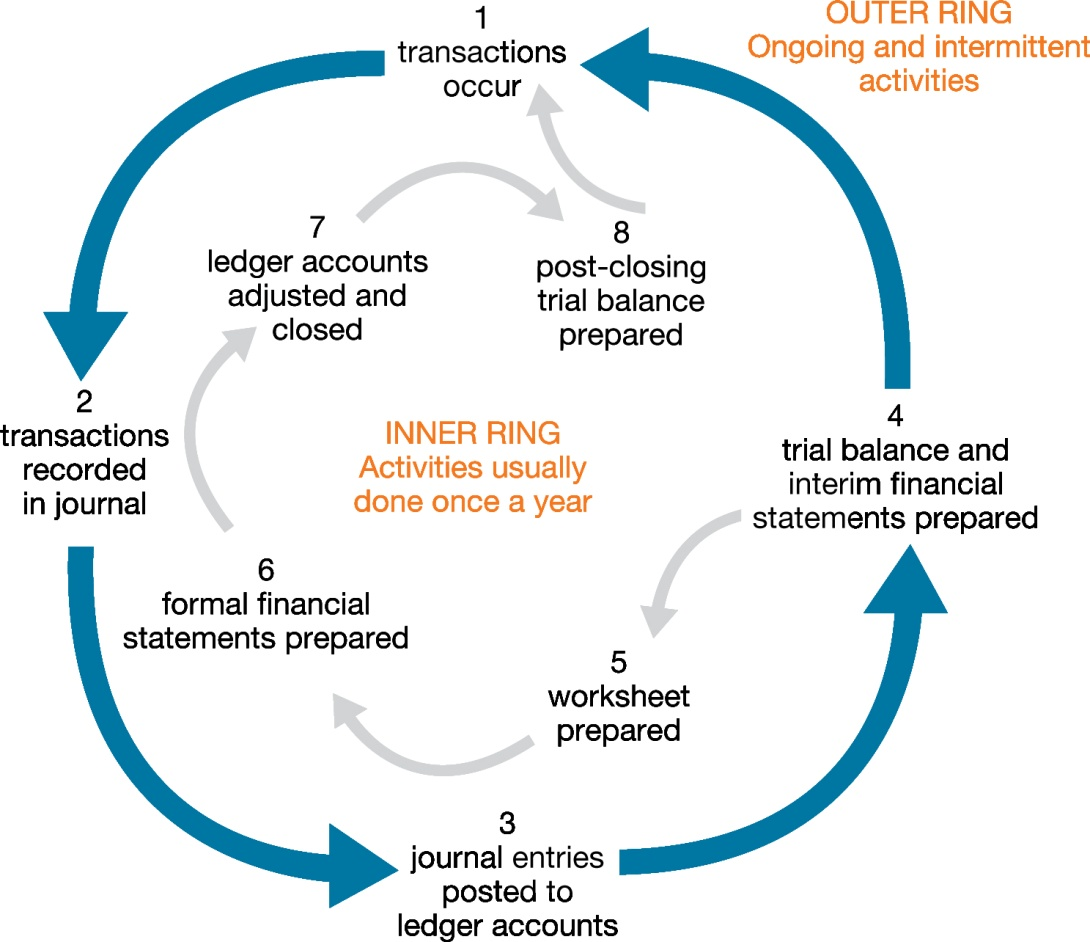 1
transactions
occur
OUTER RING
Ongoing and intermittent
activities
2
transactions
recorded
in journal
3
journal entries
posted to
ledger accounts
4
trial balance and
interim financial
statements prepared
INNER RING
Activities usually
done once a year
5
worksheet
prepared
6
formal financial
statements prepared
7
ledger accounts
adjusted and
closed
8
post-closing
trial balance
prepared